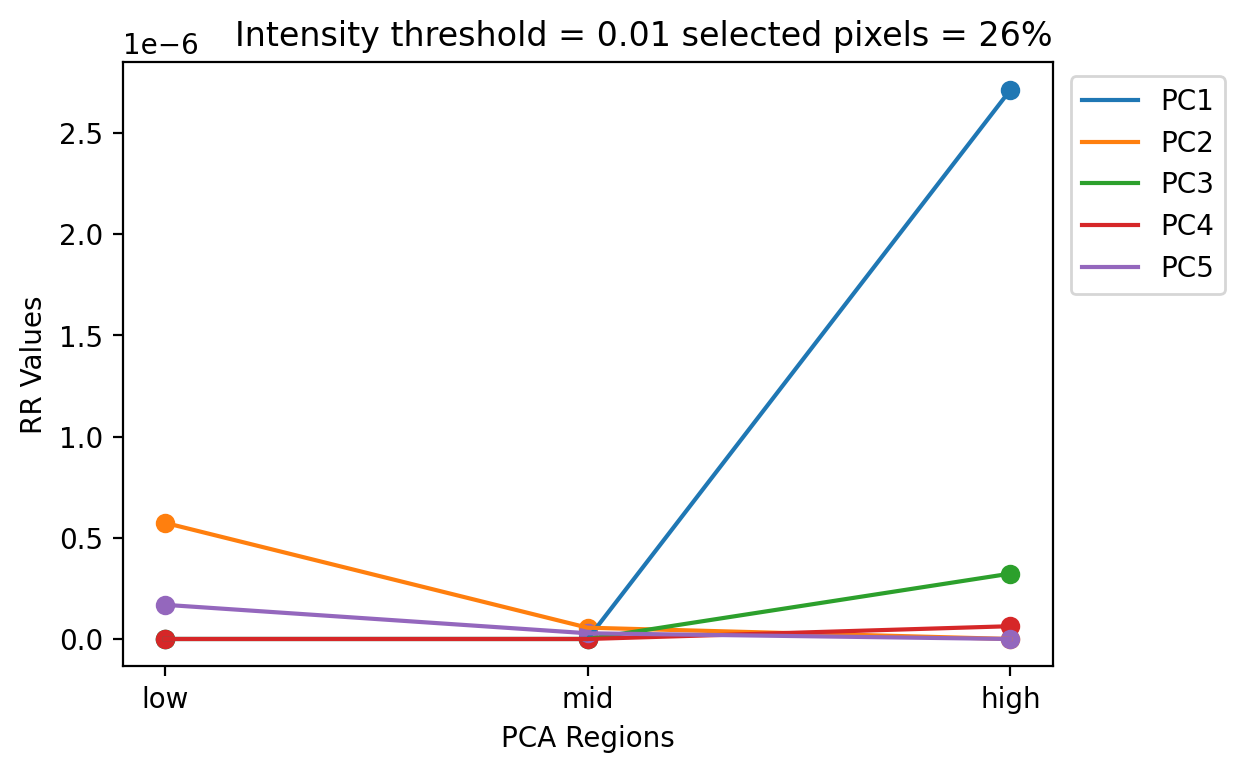 Intensity threshold = 0.01 selected pixels = 26%
1e−6
2.5
2.0
1.5
1.0
0.5
0.0
RR Values
low
mid
high
PCA Regions
PC1
PC2
PC3
PC4
PC5